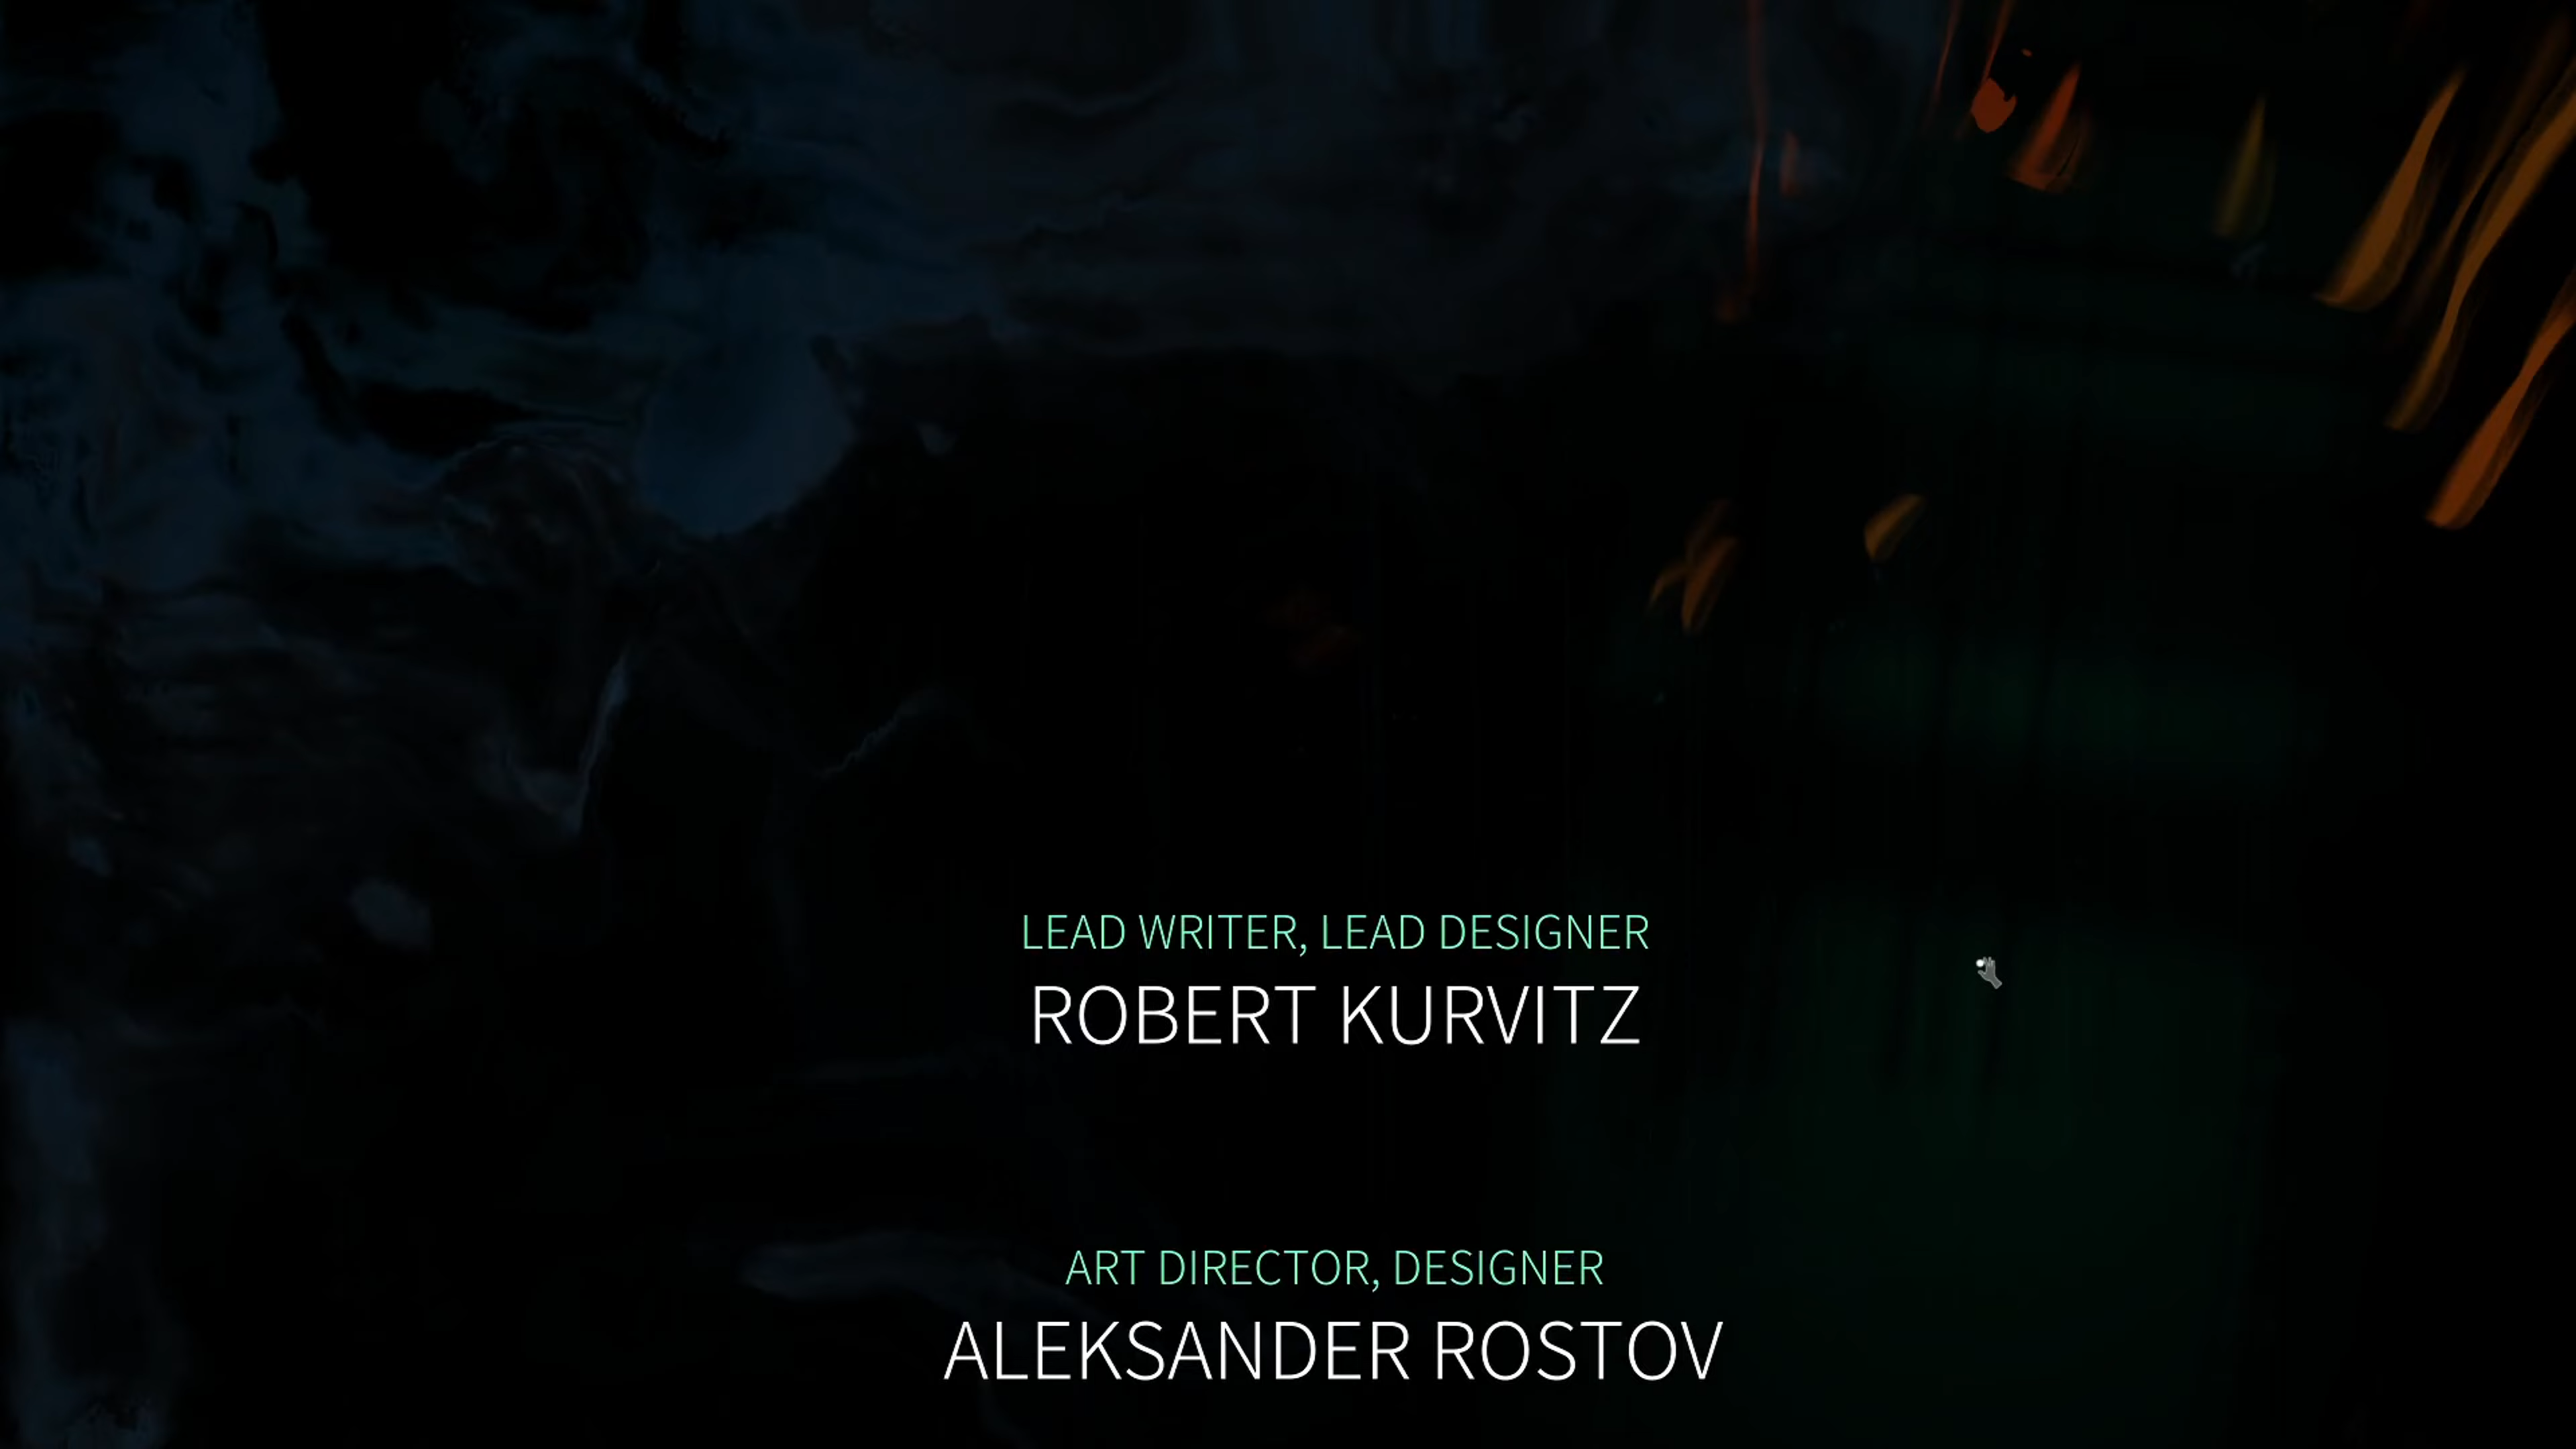 LEAD WRITER, LEAD DESIGNER
ROBERT KURVITZ
ART DIRECTOR, DESIGNER
ALEKSANDER ROSTOV